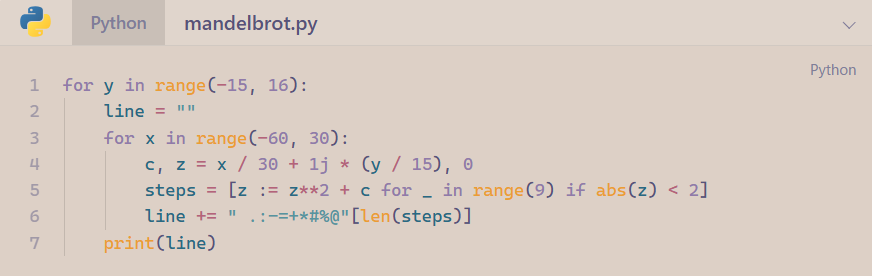 Python mandelbrot.py
Python
1 for y in range(-15, 16):
2     line = ""
3     for x in range(-60, 30):
4         c, z = x / 30 + 1j * (y / 15), 0
5         steps = [z := z**2 + c for _ in range(9) if abs(z) < 2]
6         line += " .:-=+*#%@"[len(steps)]
7     print(line)